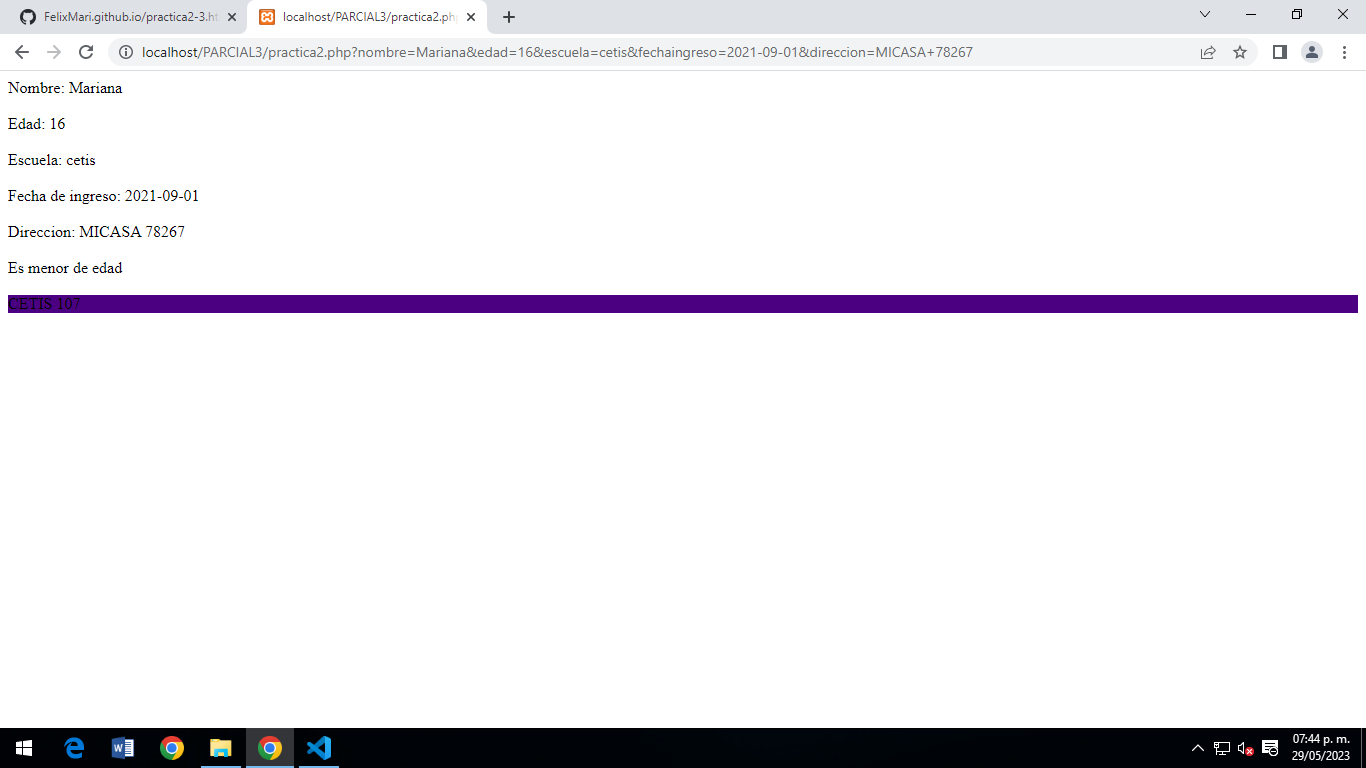 FelixMari.github.io/practica2-3.ht
localhost/PARCIAL3/practica2.php
localhost/PARCIAL3/practica2.php?nombre=Mariana&edad=16&escuela=cetis&fechaingreso=2021-09-01&direccion=MICASA+78267
Nombre: Mariana
Edad: 16
Escuela: cetis
Fecha de ingreso: 2021-09-01
Direccion: MICASA 78267
Es menor de edad
CETIS 107
07:44 p. m.
29/05/2023